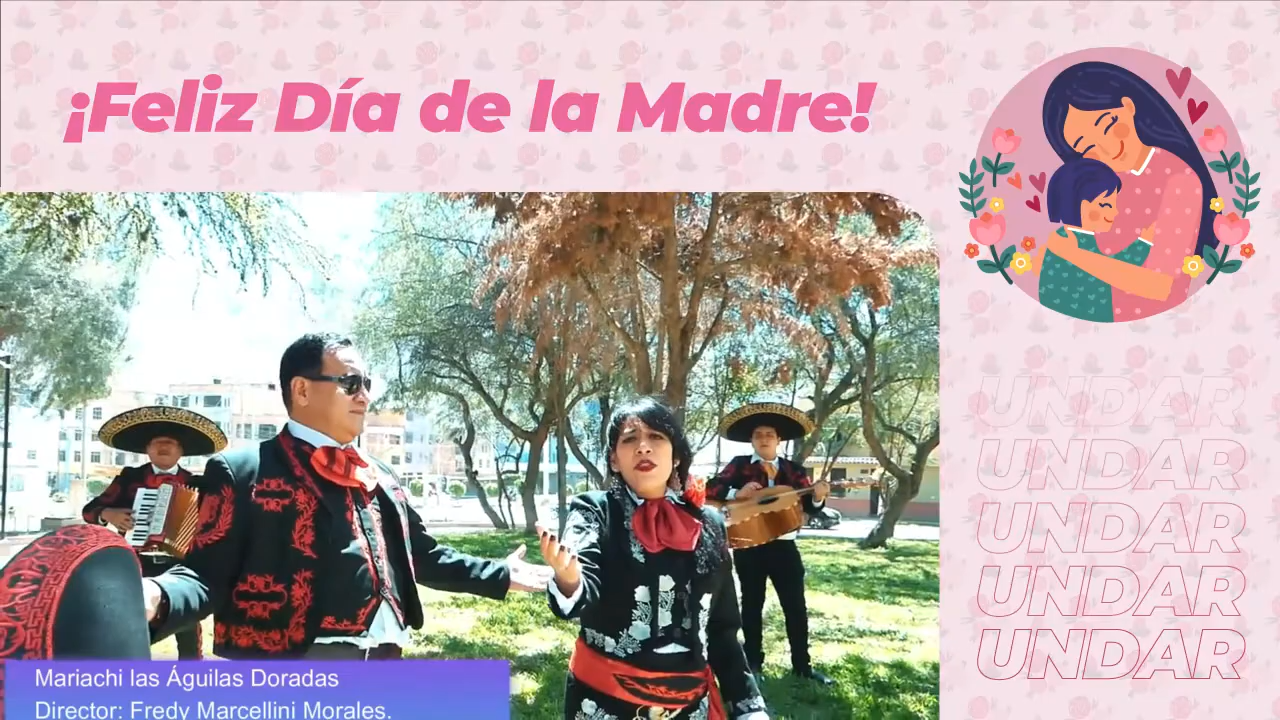 ¡Feliz Día de la Madre!
UNDAR
UNDAR
UNDAR
UNDAR
UNDAR
Mariachi las Águilas Doradas
Director: Fredy Marcellini Morales.